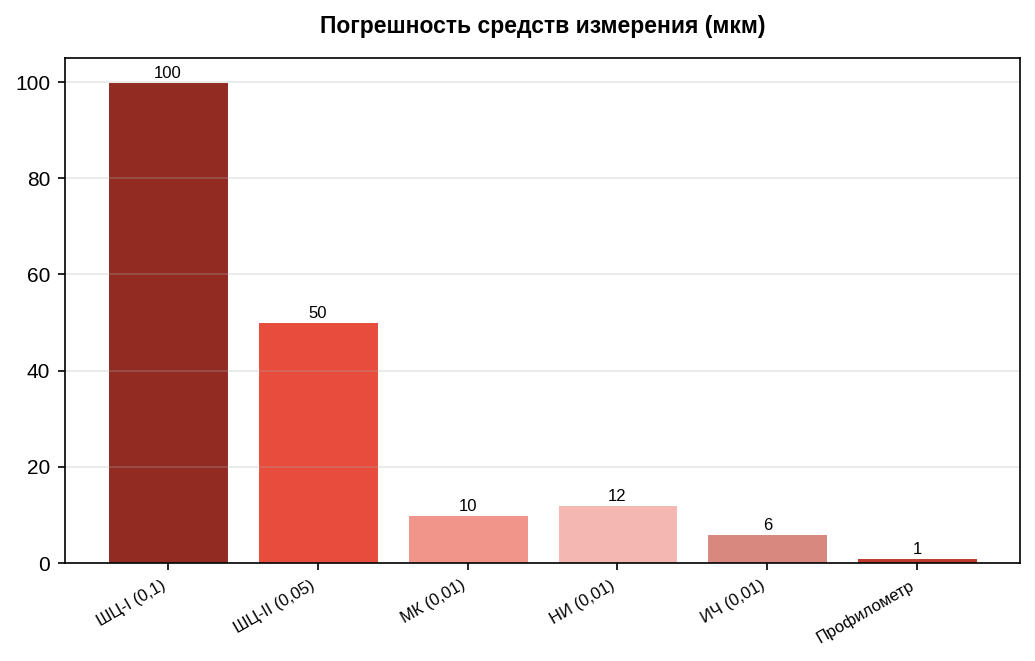 Погрешность средств измерения (мкм)
100
80
60
40
20
0
100
50
10
12
6
1
ШЦ-I (0,1)
ШЦ-II (0,05)
МК (0,01)
НИ (0,01)
ИЧ (0,01)
Профилометр